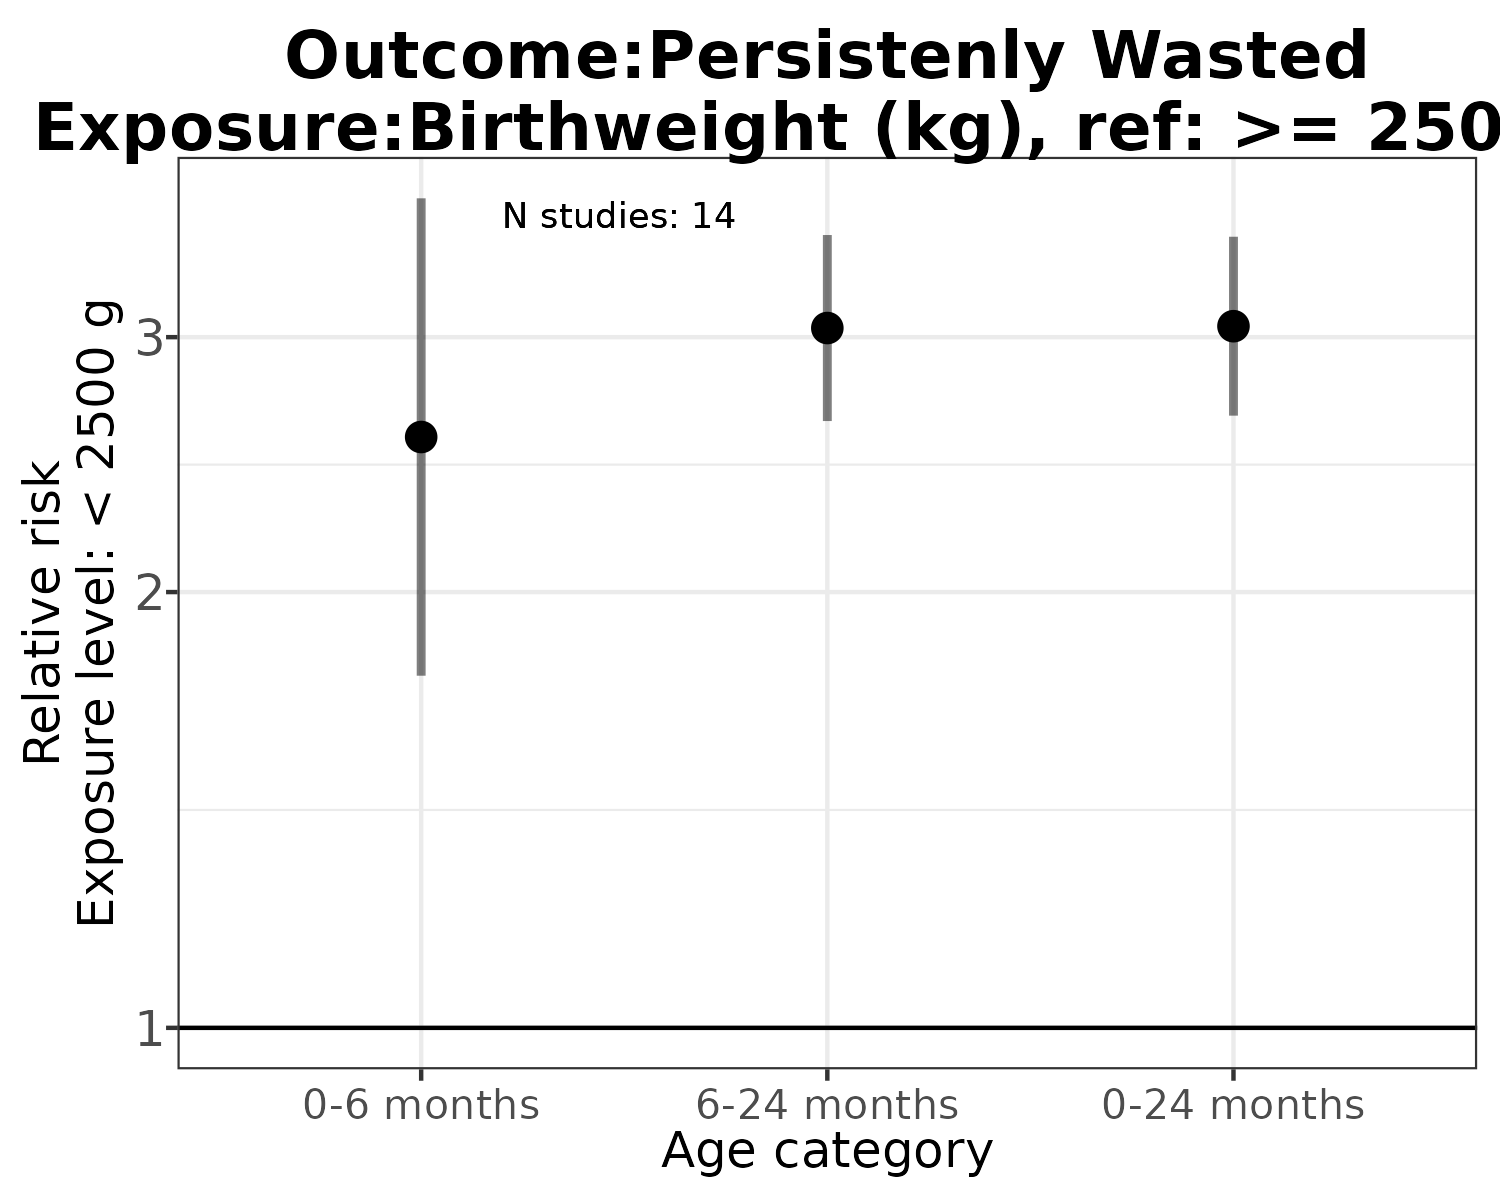 Outcome:Persistenly Wasted
Exposure:Birthweight (kg), ref: >= 250
N studies: 14
Relative risk
Exposure level: < 2500 g
3
2
1
0-6 months
6-24 months
0-24 months
Age category